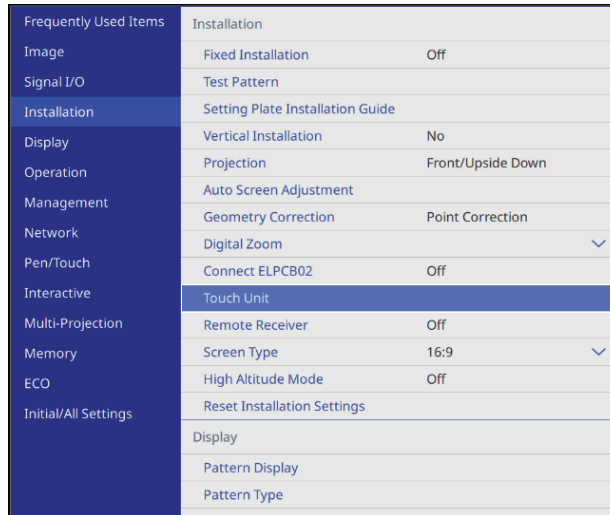 Frequently Used Items
Image
Signal I/O
Installation
Display
Operation
Management
Network
Pen/Touch
Interactive
Multi-Projection
Memory
ECO
Initial/All Settings
Installation
Fixed Installation Off
Test Pattern
Setting Plate Installation Guide
Vertical Installation No
Projection Front/Upside Down
Auto Screen Adjustment
Geometry Correction Point Correction
Digital Zoom
Connect ELPCB02 Off
Touch Unit
Remote Receiver Off
Screen Type 16:9
High Altitude Mode Off
Reset Installation Settings
Display
Pattern Display
Pattern Type